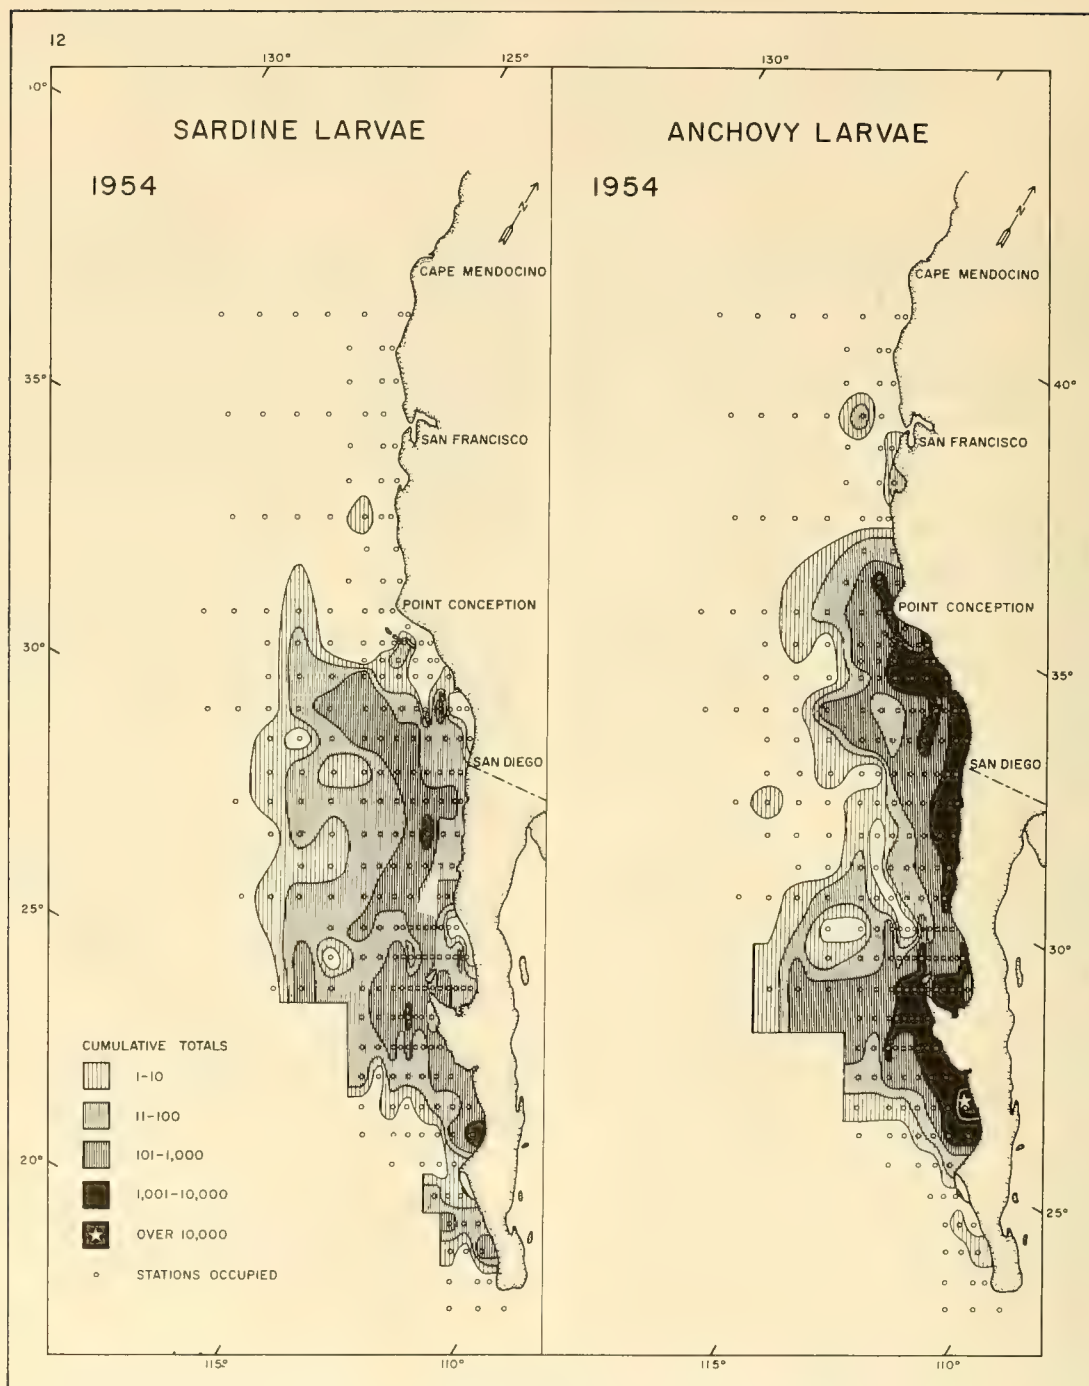 12
130°
125°
130°
SARDINE LARVAE
1954
N
CAPE MENDOCINO
SAN FRANCISCO
POINT CONCEPTION
SAN DIEGO
35°
30°
25°
20°
CUMULATIVE TOTALS
1-10
11-100
101-1,000
1,001-10,000
OVER 10,000
STATIONS OCCUPIED
115°
110°
ANCHOVY LARVAE
1954
N
CAPE MENDOCINO
SAN FRANCISCO
POINT CONCEPTION
SAN DIEGO
40°
35°
30°
25°
115°
110°